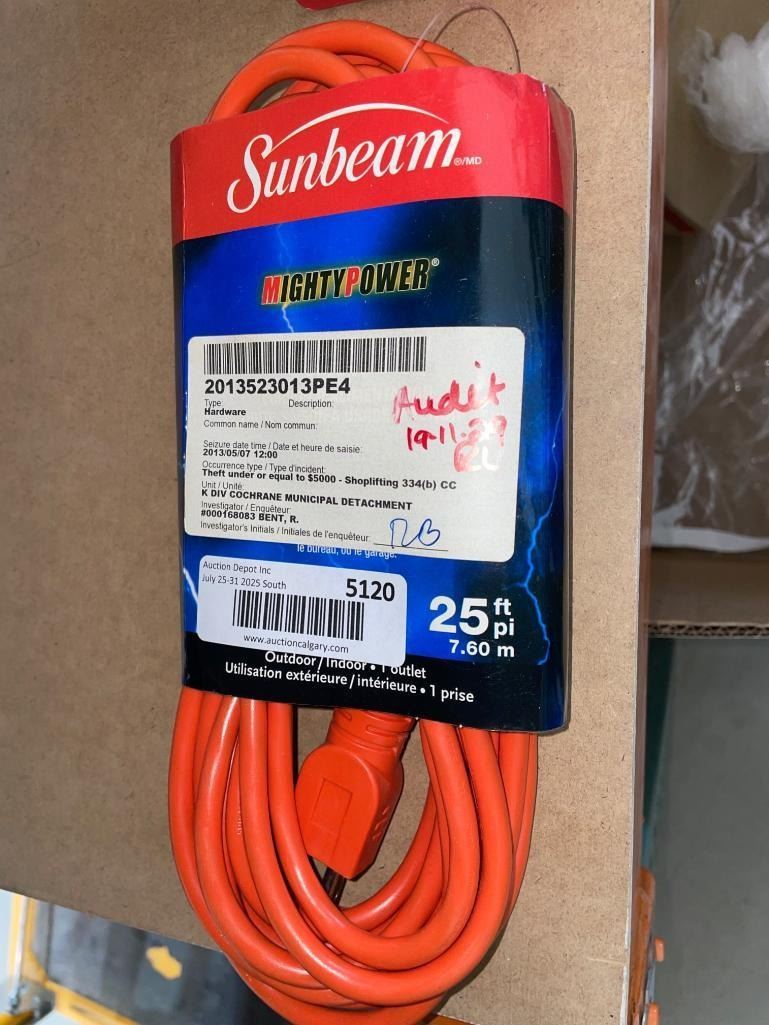 Sunbeam®/MD
MIGHTYPOWER®
2013523013PE4
Type: Description:
Hardware
Common name / Nom commun:
Audit
19-11-29
Seizure date time / Date et heure de saisie:
2013/05/07 12:00
Occurrence type / Type d'incident:
Theft under or equal to $5000 - Shoplifting 334(b) CC
Unit / Unité:
K DIV COCHRANE MUNICIPAL DETACHMENT
Investigator / Enquêteur:
#000168083 BENT, R.
Investigator's Initials / Initiales de l'enquêteur: RB
le bureau, ou le garage.
Auction Depot Inc
July 25-31 2025 South
5120
www.auctioncalgary.com
25 ft
pi
7.60 m
Outdoor / Indoor • 1 outlet
Utilisation extérieure / intérieure • 1 prise